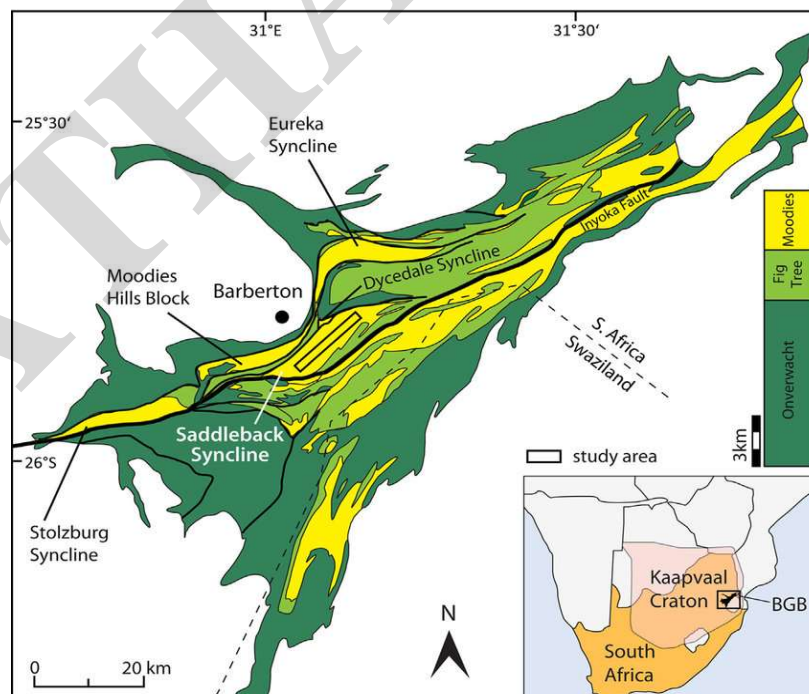 31°E
31°30'
25°30'
Eureka
Syncline
Moodies
Hills Block
Barberton
Dycedale Syncline
Inyoka Fault
S. Africa
Swaziland
Saddleback
Syncline
26°S
Stolzburg
Syncline
Moodies
Fig
Tree
Onverwacht
3km
study area
N
0 20 km
Kaapvaal
Craton
BGB
South
Africa